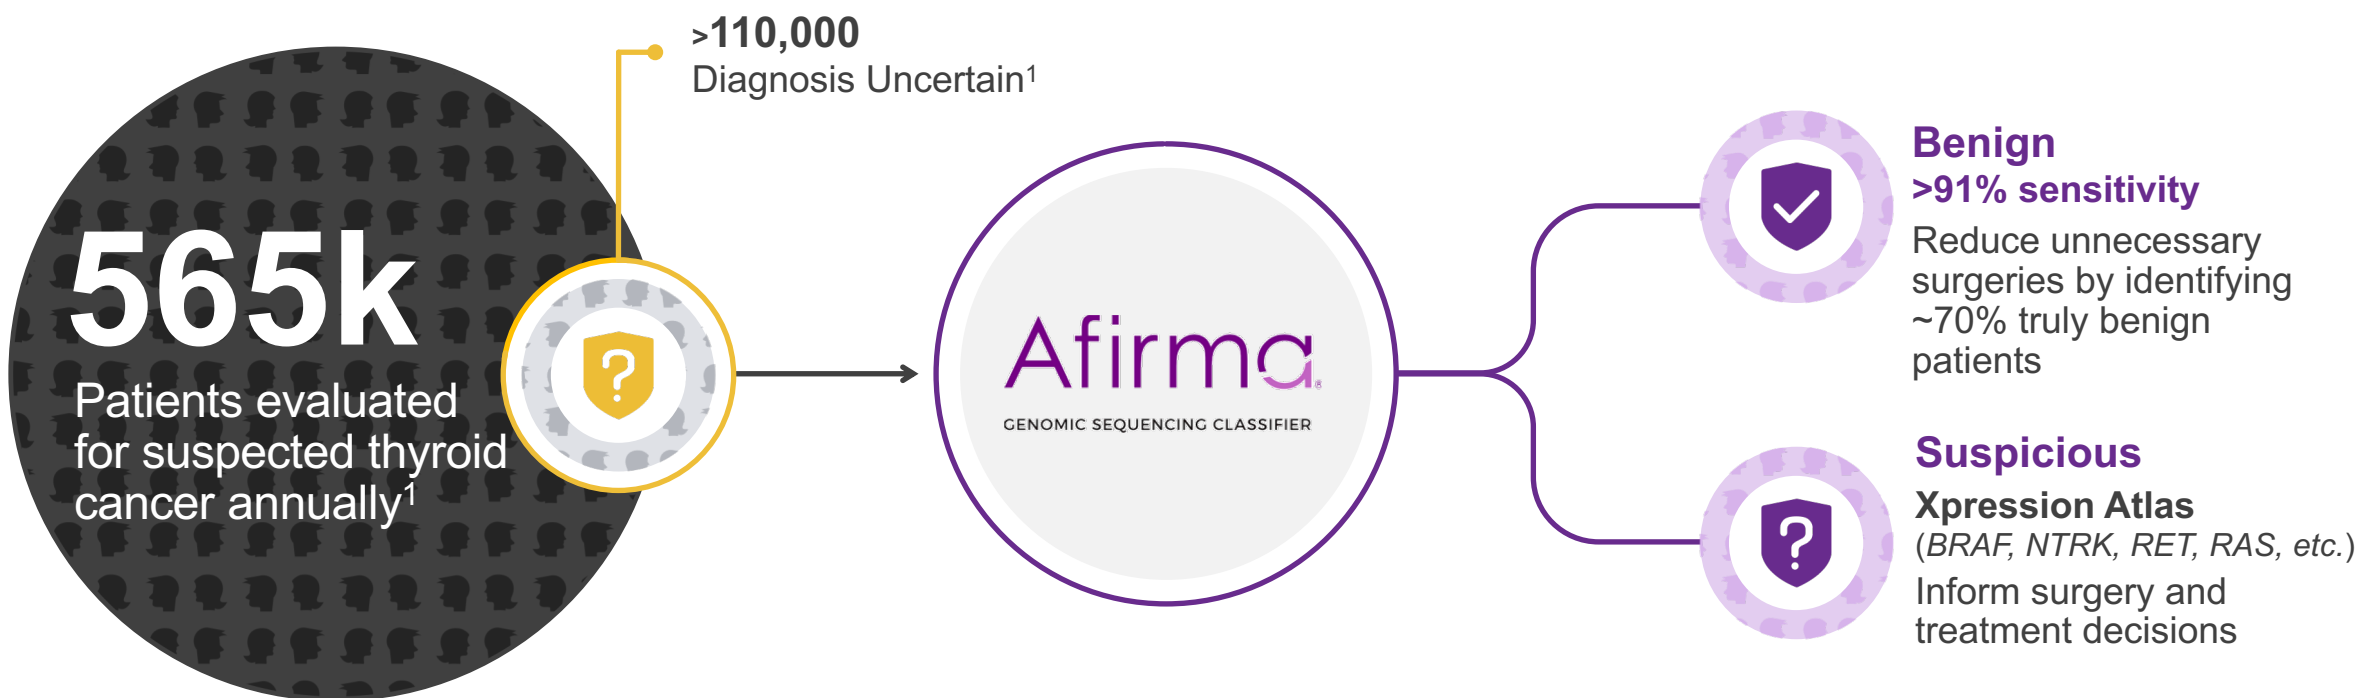 >110,000
Diagnosis Uncertain¹
565k
Patients evaluated
for suspected thyroid
cancer annually¹
?
Afirma®
GENOMIC SEQUENCING CLASSIFIER
Benign
>91% sensitivity
Reduce unnecessary
surgeries by identifying
~70% truly benign
patients
?
Suspicious
Xpression Atlas
(BRAF, NTRK, RET, RAS, etc.)
Inform surgery and
treatment decisions